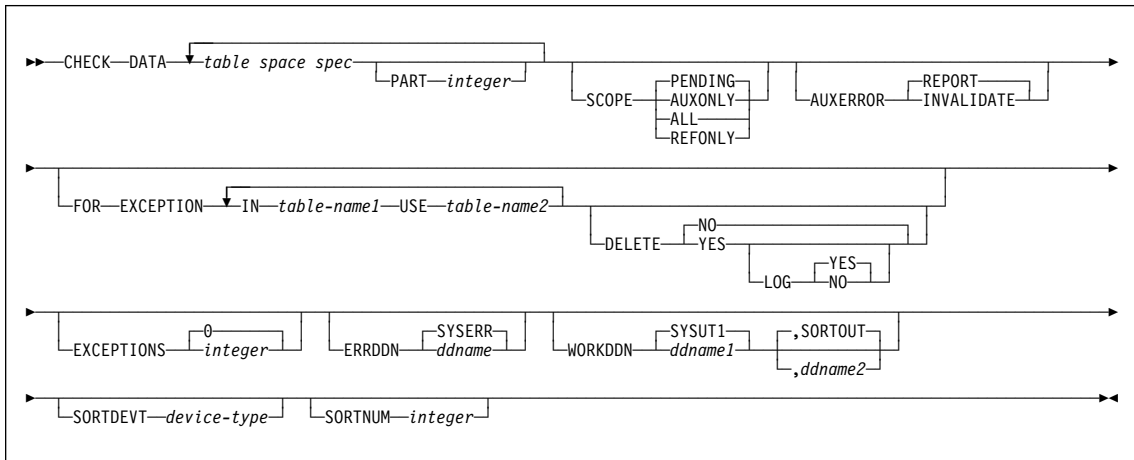 CHECK DATA table space spec
PART integer
SCOPE PENDING
AUXONLY
ALL
REFONLY
AUXERROR REPORT
INVALIDATE
FOR EXCEPTION IN table-name1 USE table-name2
DELETE NO
YES
LOG YES
NO
EXCEPTIONS 0
integer
ERRDDN SYSERR
ddname
WORKDDN SYSUT1
ddname1
,SORTOUT
,ddname2
SORTDEVT device-type
SORTNUM integer